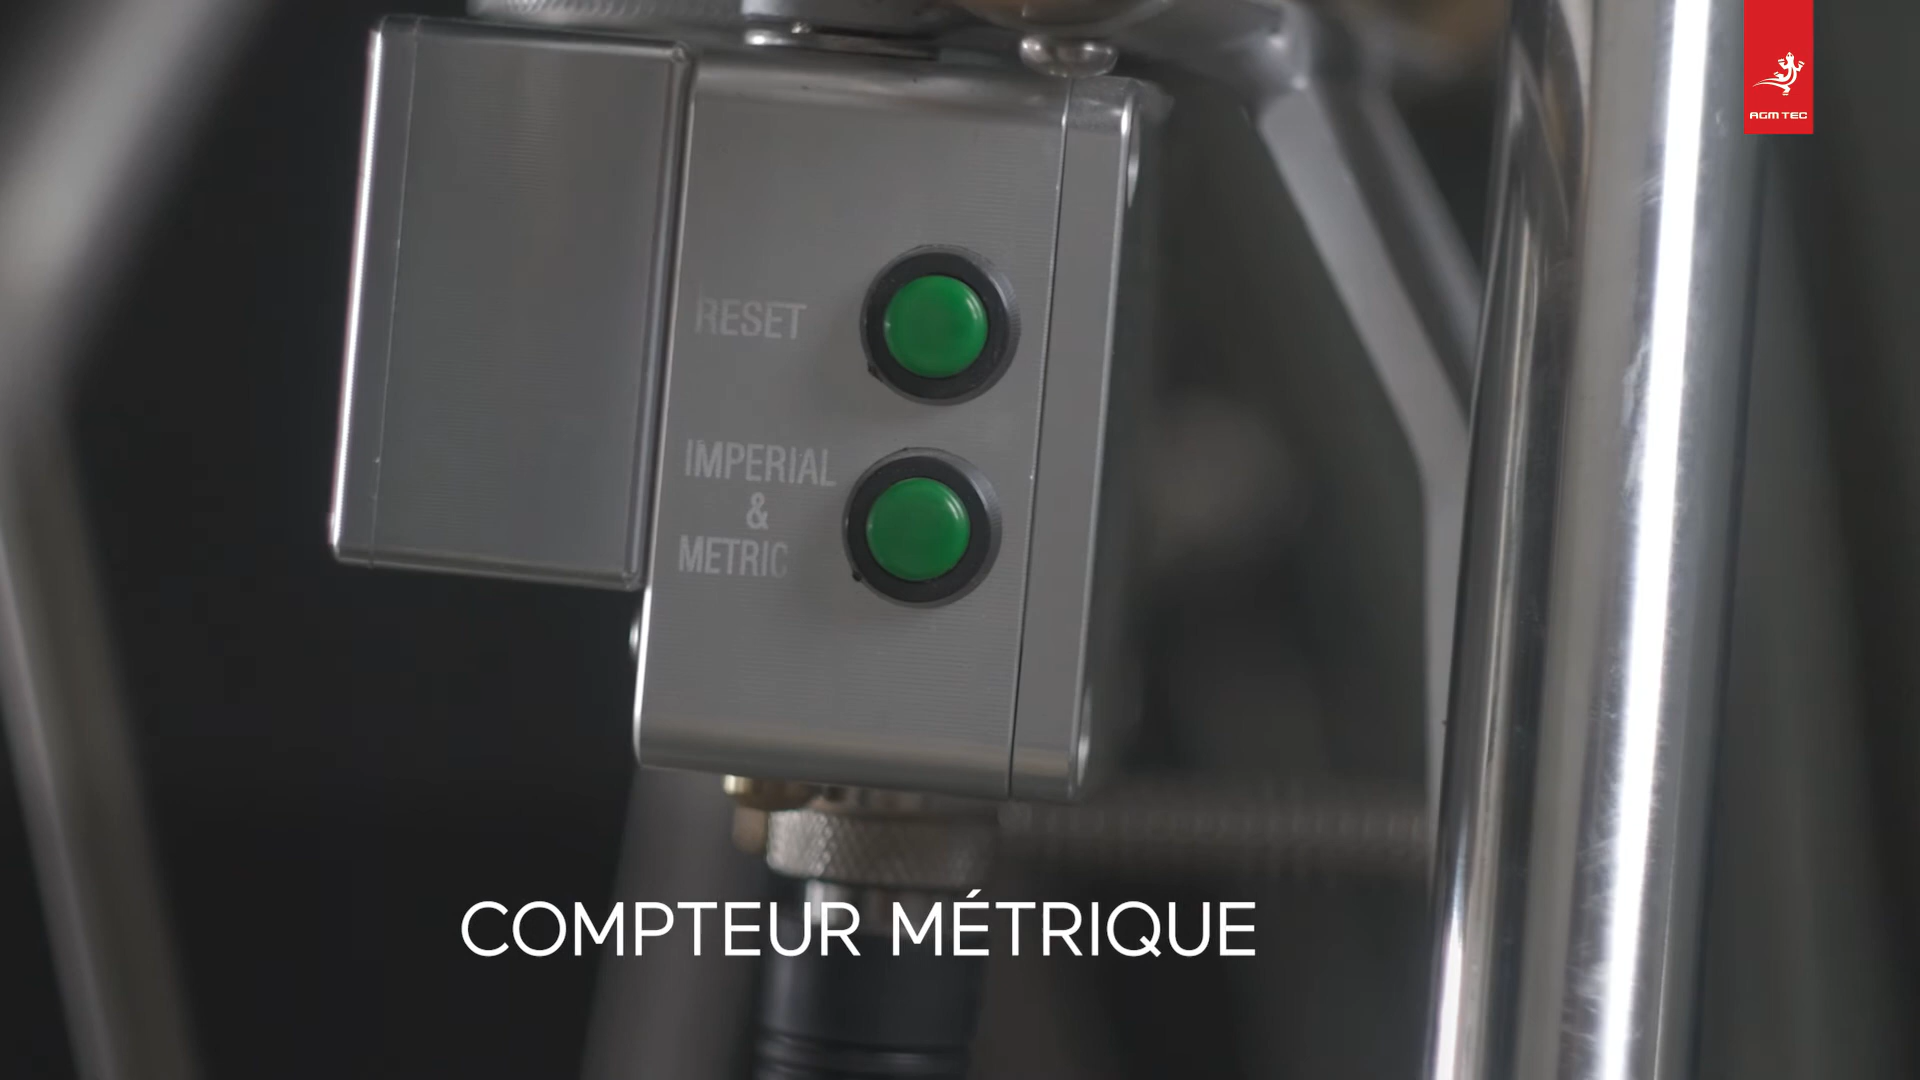 AGM TEC
RESET
IMPERIAL
&
METRIC
COMPTEUR MÉTRIQUE